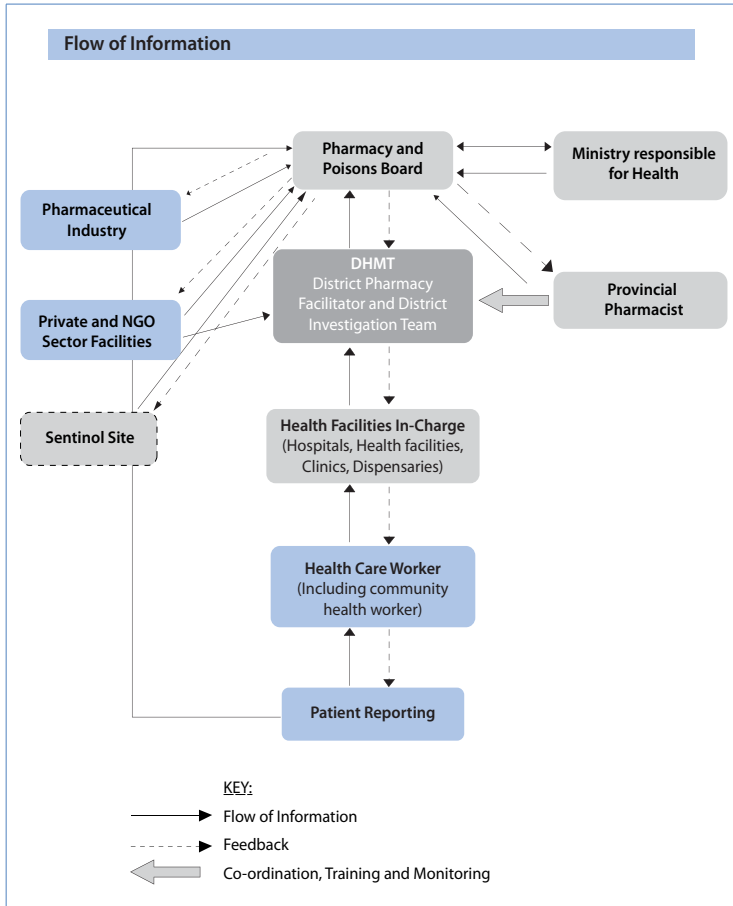 Flow of Information
Pharmacy and
Poisons Board
Ministry responsible
for Health
Pharmaceutical
Industry
DHMT
District Pharmacy
Facilitator and District
Investigation Team
Provincial
Pharmacist
Private and NGO
Sector Facilities
Sentinol Site
Health Facilities In-Charge
(Hospitals, Health facilities,
Clinics, Dispensaries)
Health Care Worker
(Including community
health worker)
Patient Reporting
KEY:
Flow of Information
Feedback
Co-ordination, Training and Monitoring